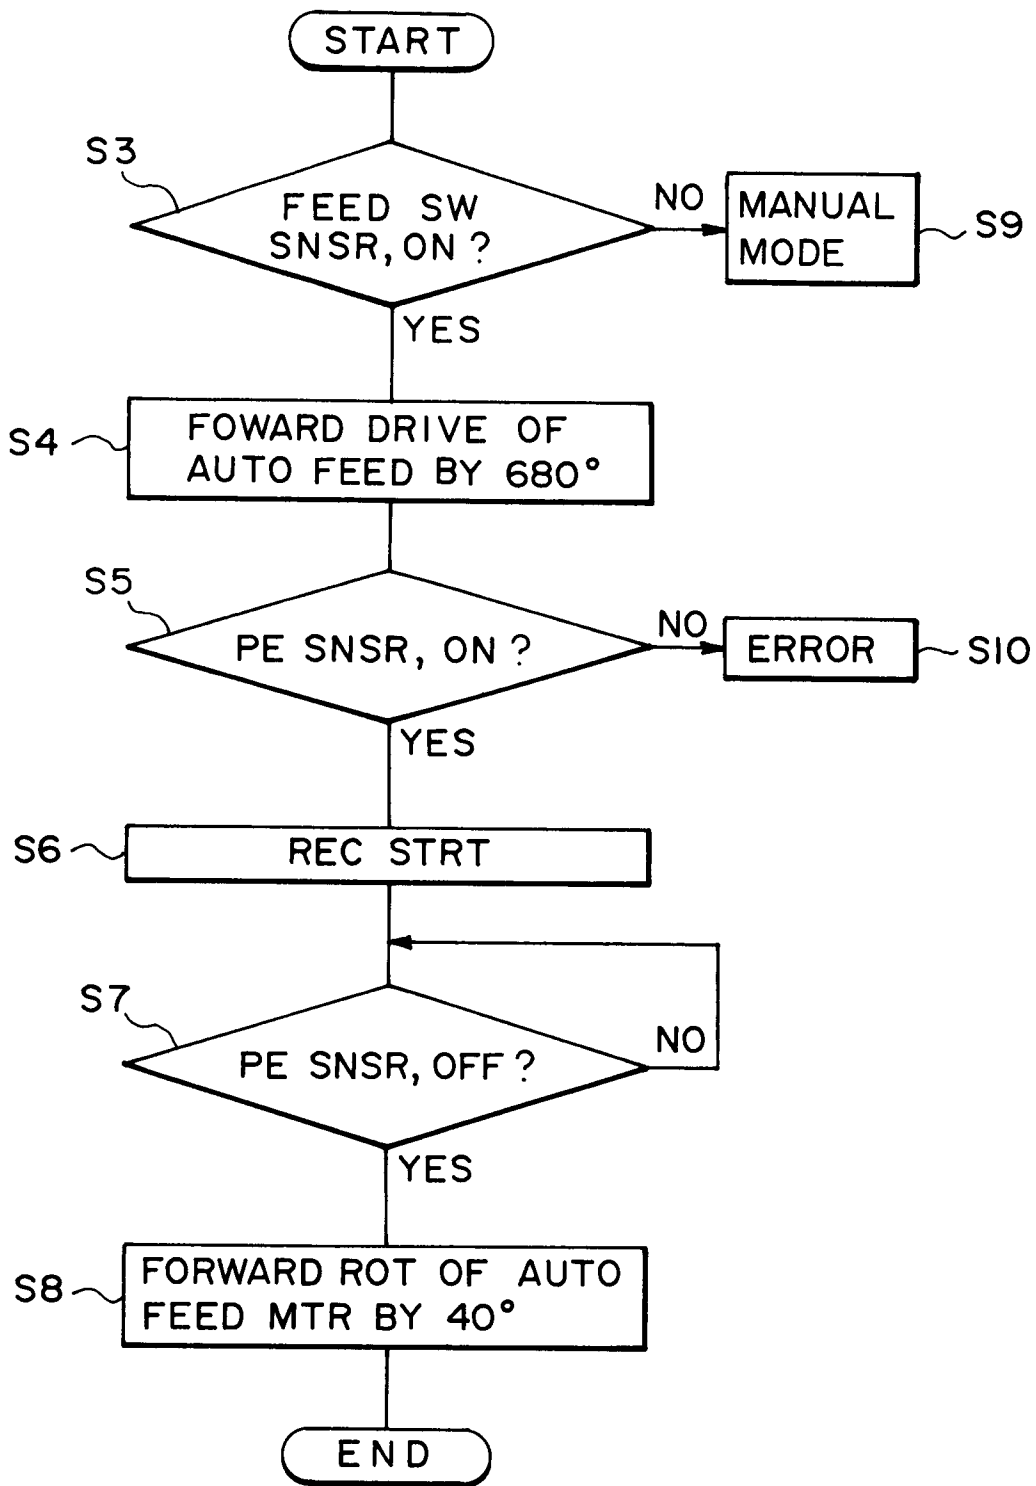 START
S3
FEED SW
SNSR, ON ?
NO
MANUAL
MODE
S9
YES
S4
FOWARD DRIVE OF
AUTO FEED BY 680°
S5
PE SNSR, ON ?
NO
ERROR
S10
YES
S6
REC STRT
S7
PE SNSR, OFF ?
NO
YES
S8
FORWARD ROT OF AUTO
FEED MTR BY 40°
END